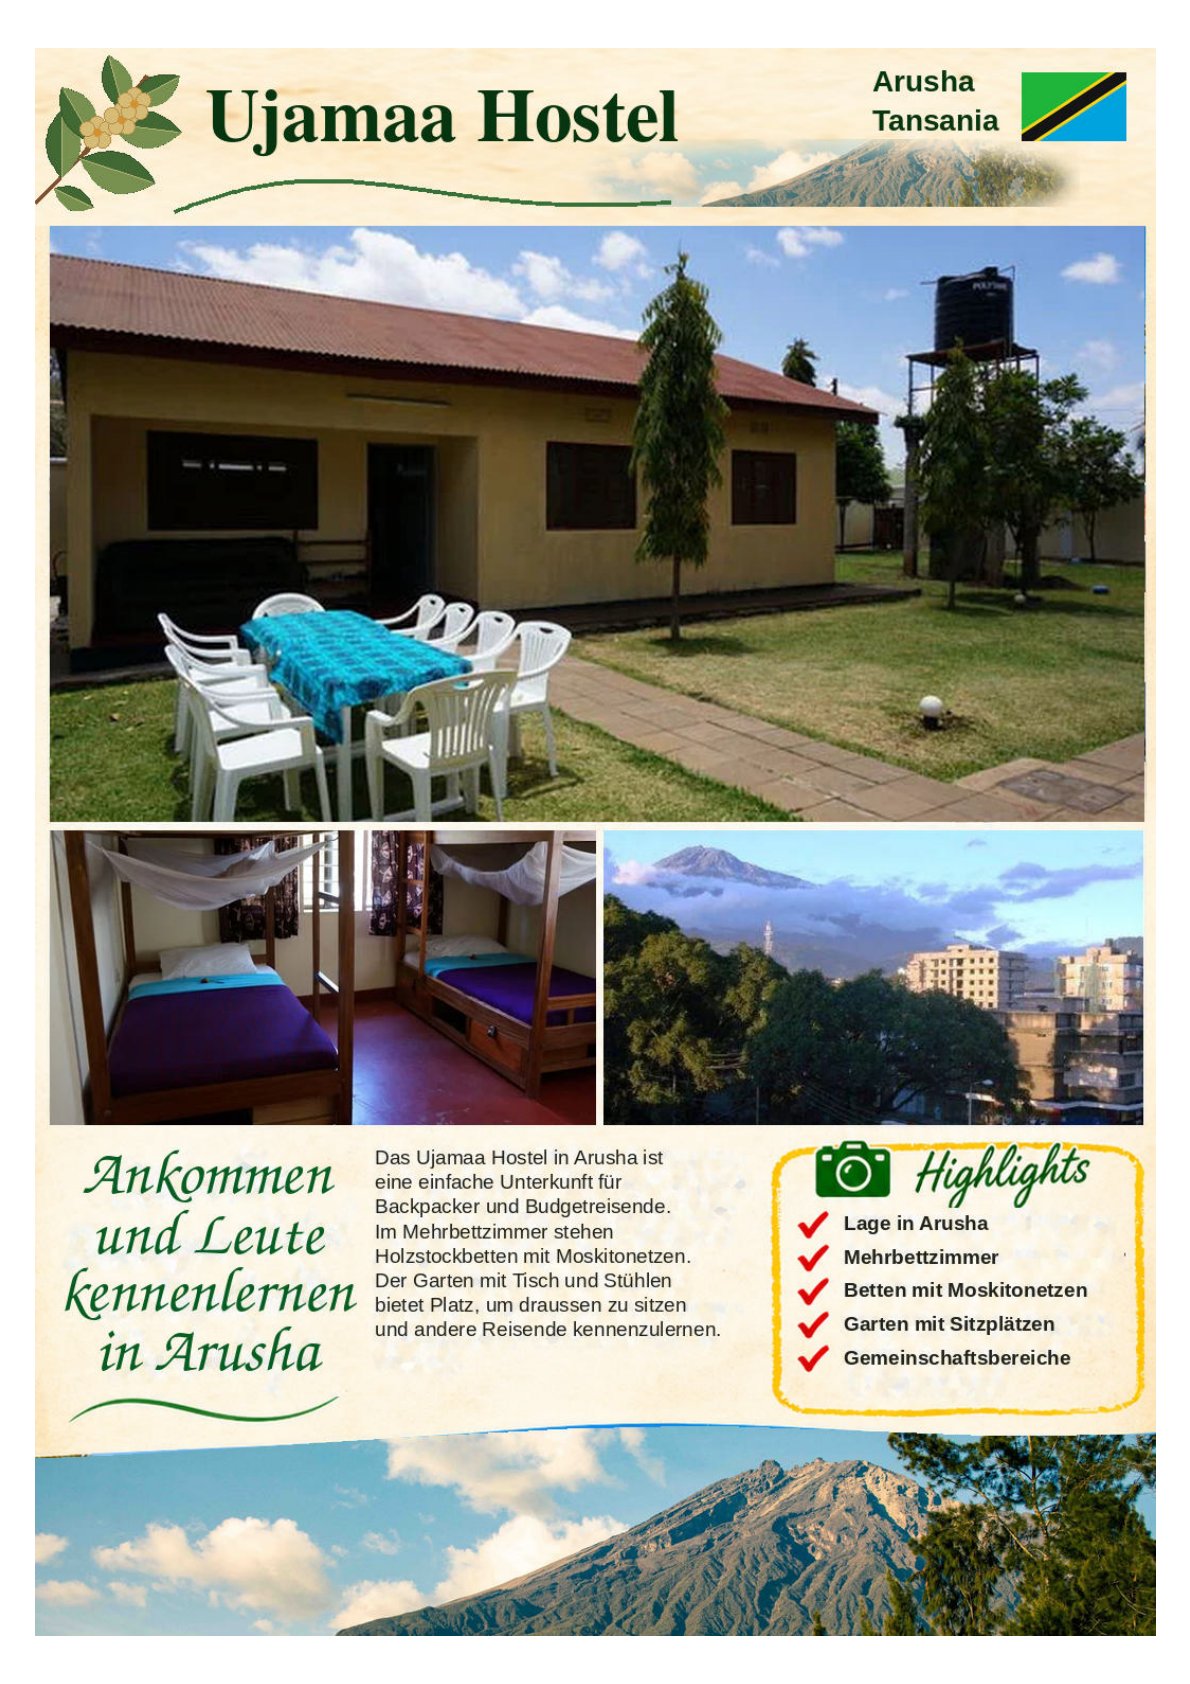 Ujamaa Hostel
Arusha
Tansania
Ankommen
und Leute
kennenlernen
in Arusha
Das Ujamaa Hostel in Arusha ist
eine einfache Unterkunft für
Backpacker und Budgetreisende.
Im Mehrbettzimmer stehen
Holzstockbetten mit Moskitonetzen.
Der Garten mit Tisch und Stühlen
bietet Platz, um draussen zu sitzen
und andere Reisende kennenzulernen.
Highlights
Lage in Arusha
Mehrbettzimmer
Betten mit Moskitonetzen
Garten mit Sitzplätzen
Gemeinschaftsbereiche